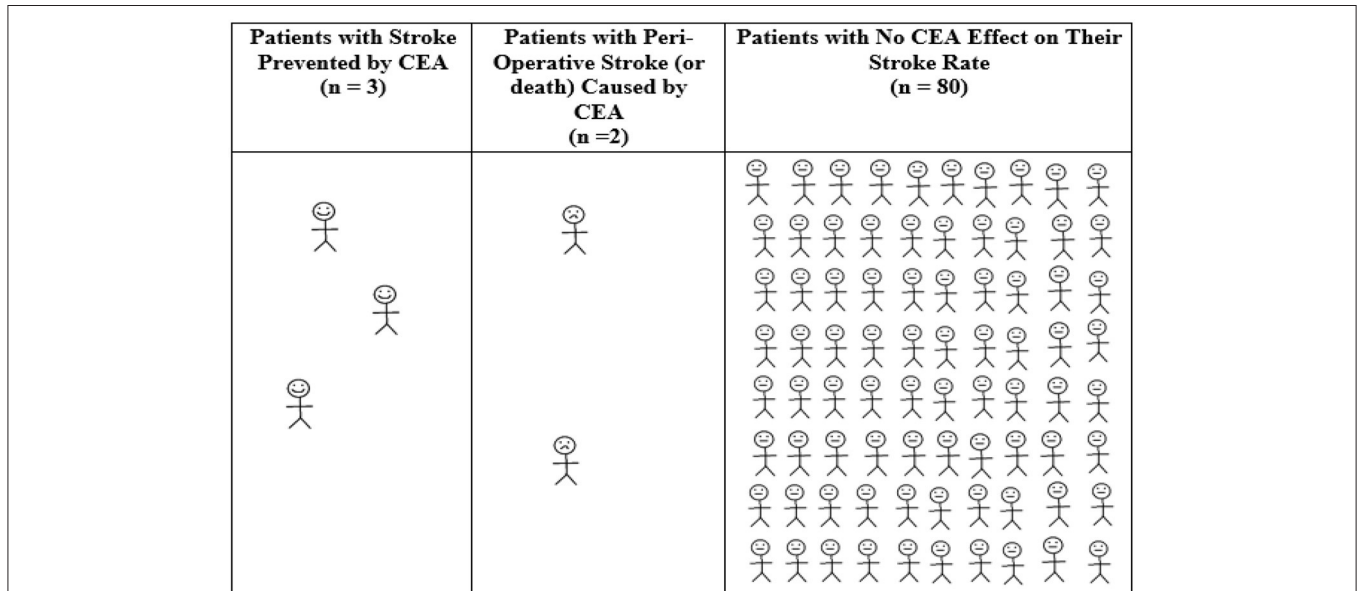 Patients with Stroke
Prevented by CEA
(n = 3)
Patients with Peri-
Operative Stroke (or
death) Caused by
CEA
(n =2)
Patients with No CEA Effect on Their
Stroke Rate
(n = 80)